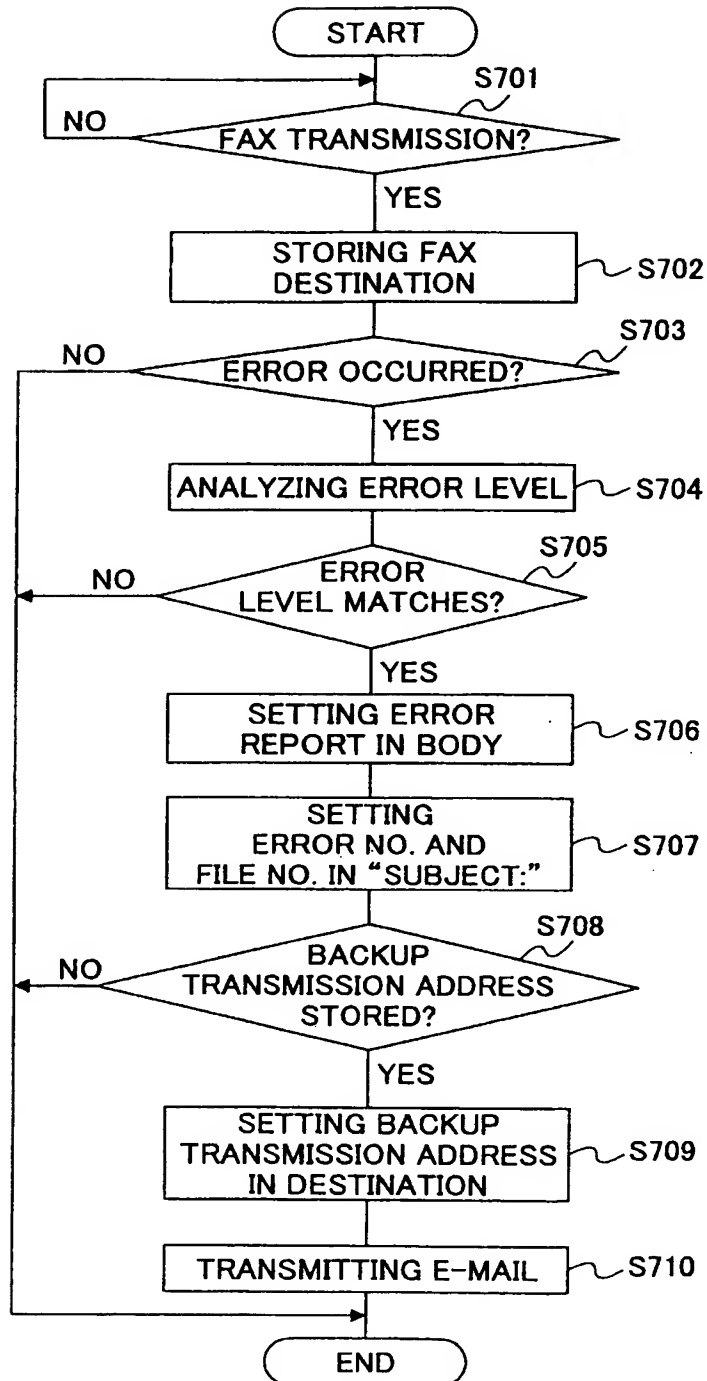 START
S701
NO
FAX TRANSMISSION?
YES
STORING FAX
DESTINATION
S702
S703
NO
ERROR OCCURRED?
YES
ANALYZING ERROR LEVEL
S704
S705
NO
ERROR
LEVEL MATCHES?
YES
SETTING ERROR
REPORT IN BODY
S706
SETTING
ERROR NO. AND
FILE NO. IN “SUBJECT:”
S707
S708
NO
BACKUP
TRANSMISSION ADDRESS
STORED?
YES
SETTING BACKUP
TRANSMISSION ADDRESS
IN DESTINATION
S709
TRANSMITTING E-MAIL
S710
END